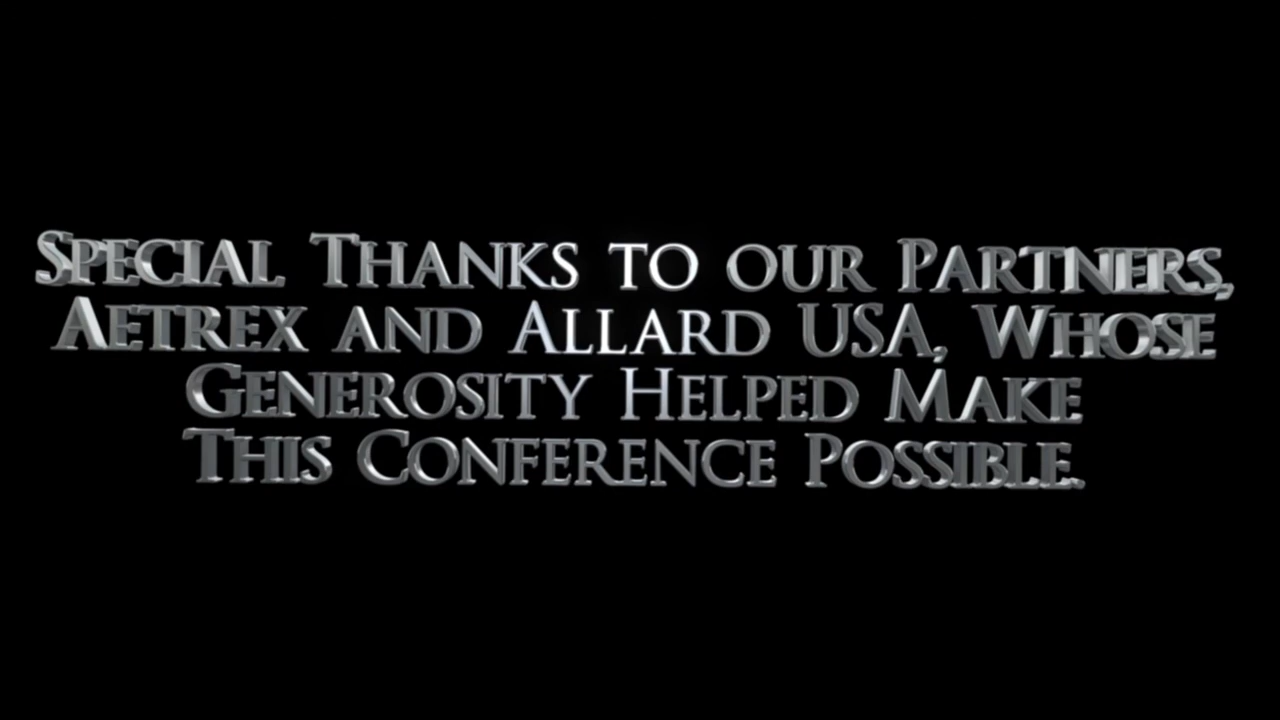 Special Thanks to our Partners,
Aetrex and Allard USA, Whose
Generosity Helped Make
This Conference Possible.